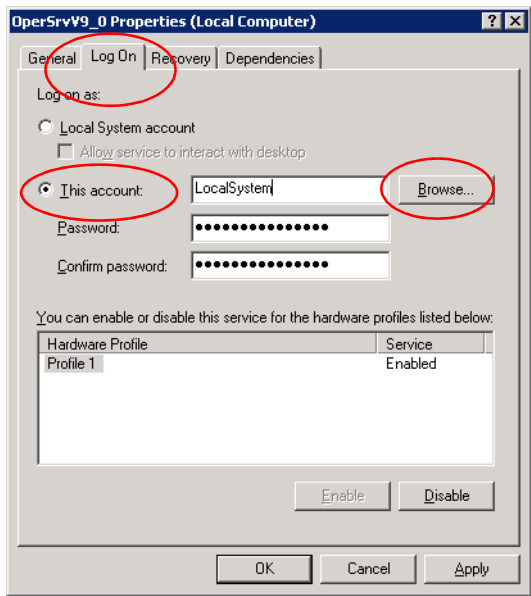 OperSrvV9_0 Properties (Local Computer)
General Log On Recovery Dependencies
Log on as:
Local System account
Allow service to interact with desktop
This account: LocalSystem Browse...
Password: ●●●●●●●●●●●●●●●
Confirm password: ●●●●●●●●●●●●●●●
You can enable or disable this service for the hardware profiles listed below:
Hardware Profile Service
Profile 1 Enabled
Enable Disable
OK Cancel Apply